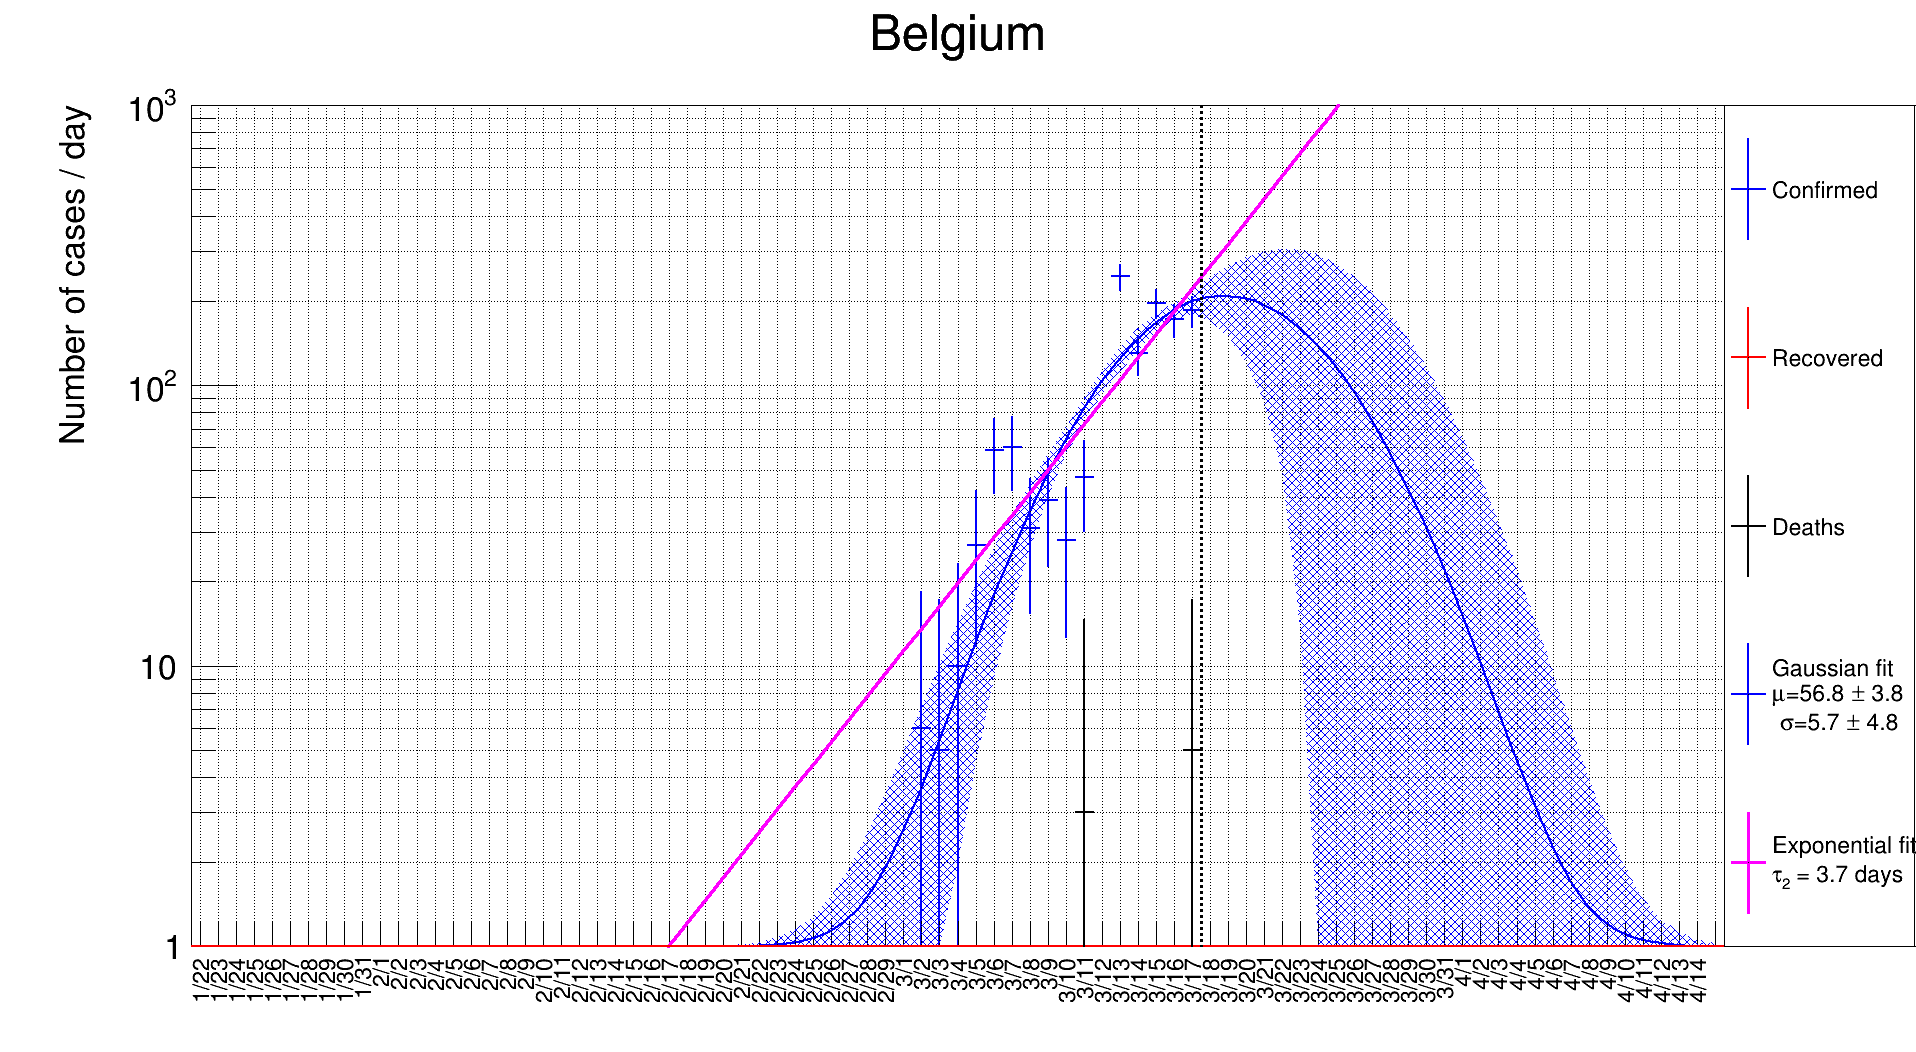 Belgium
Number of cases / day
10³
10²
10
1
1/22 1/23 1/24 1/25 1/26 1/27 1/28 1/29 1/30 1/31 2/1 2/2 2/3 2/4 2/5 2/6 2/7 2/8 2/9 2/10 2/11 2/12 2/13 2/14 2/15 2/16 2/17 2/18 2/19 2/20 2/21 2/22 2/23 2/24 2/25 2/26 2/27 2/28 2/29 3/1 3/2 3/3 3/4 3/5 3/6 3/7 3/8 3/9 3/10 3/11 3/12 3/13 3/14 3/15 3/16 3/17 3/18 3/19 3/20 3/21 3/22 3/23 3/24 3/25 3/26 3/27 3/28 3/29 3/30 3/31 4/1 4/2 4/3 4/4 4/5 4/6 4/7 4/8 4/9 4/10 4/11 4/12 4/13 4/14
Confirmed
Recovered
Deaths
Gaussian fit
μ=56.8 ± 3.8
σ=5.7 ± 4.8
Exponential fit
τ₂ = 3.7 days